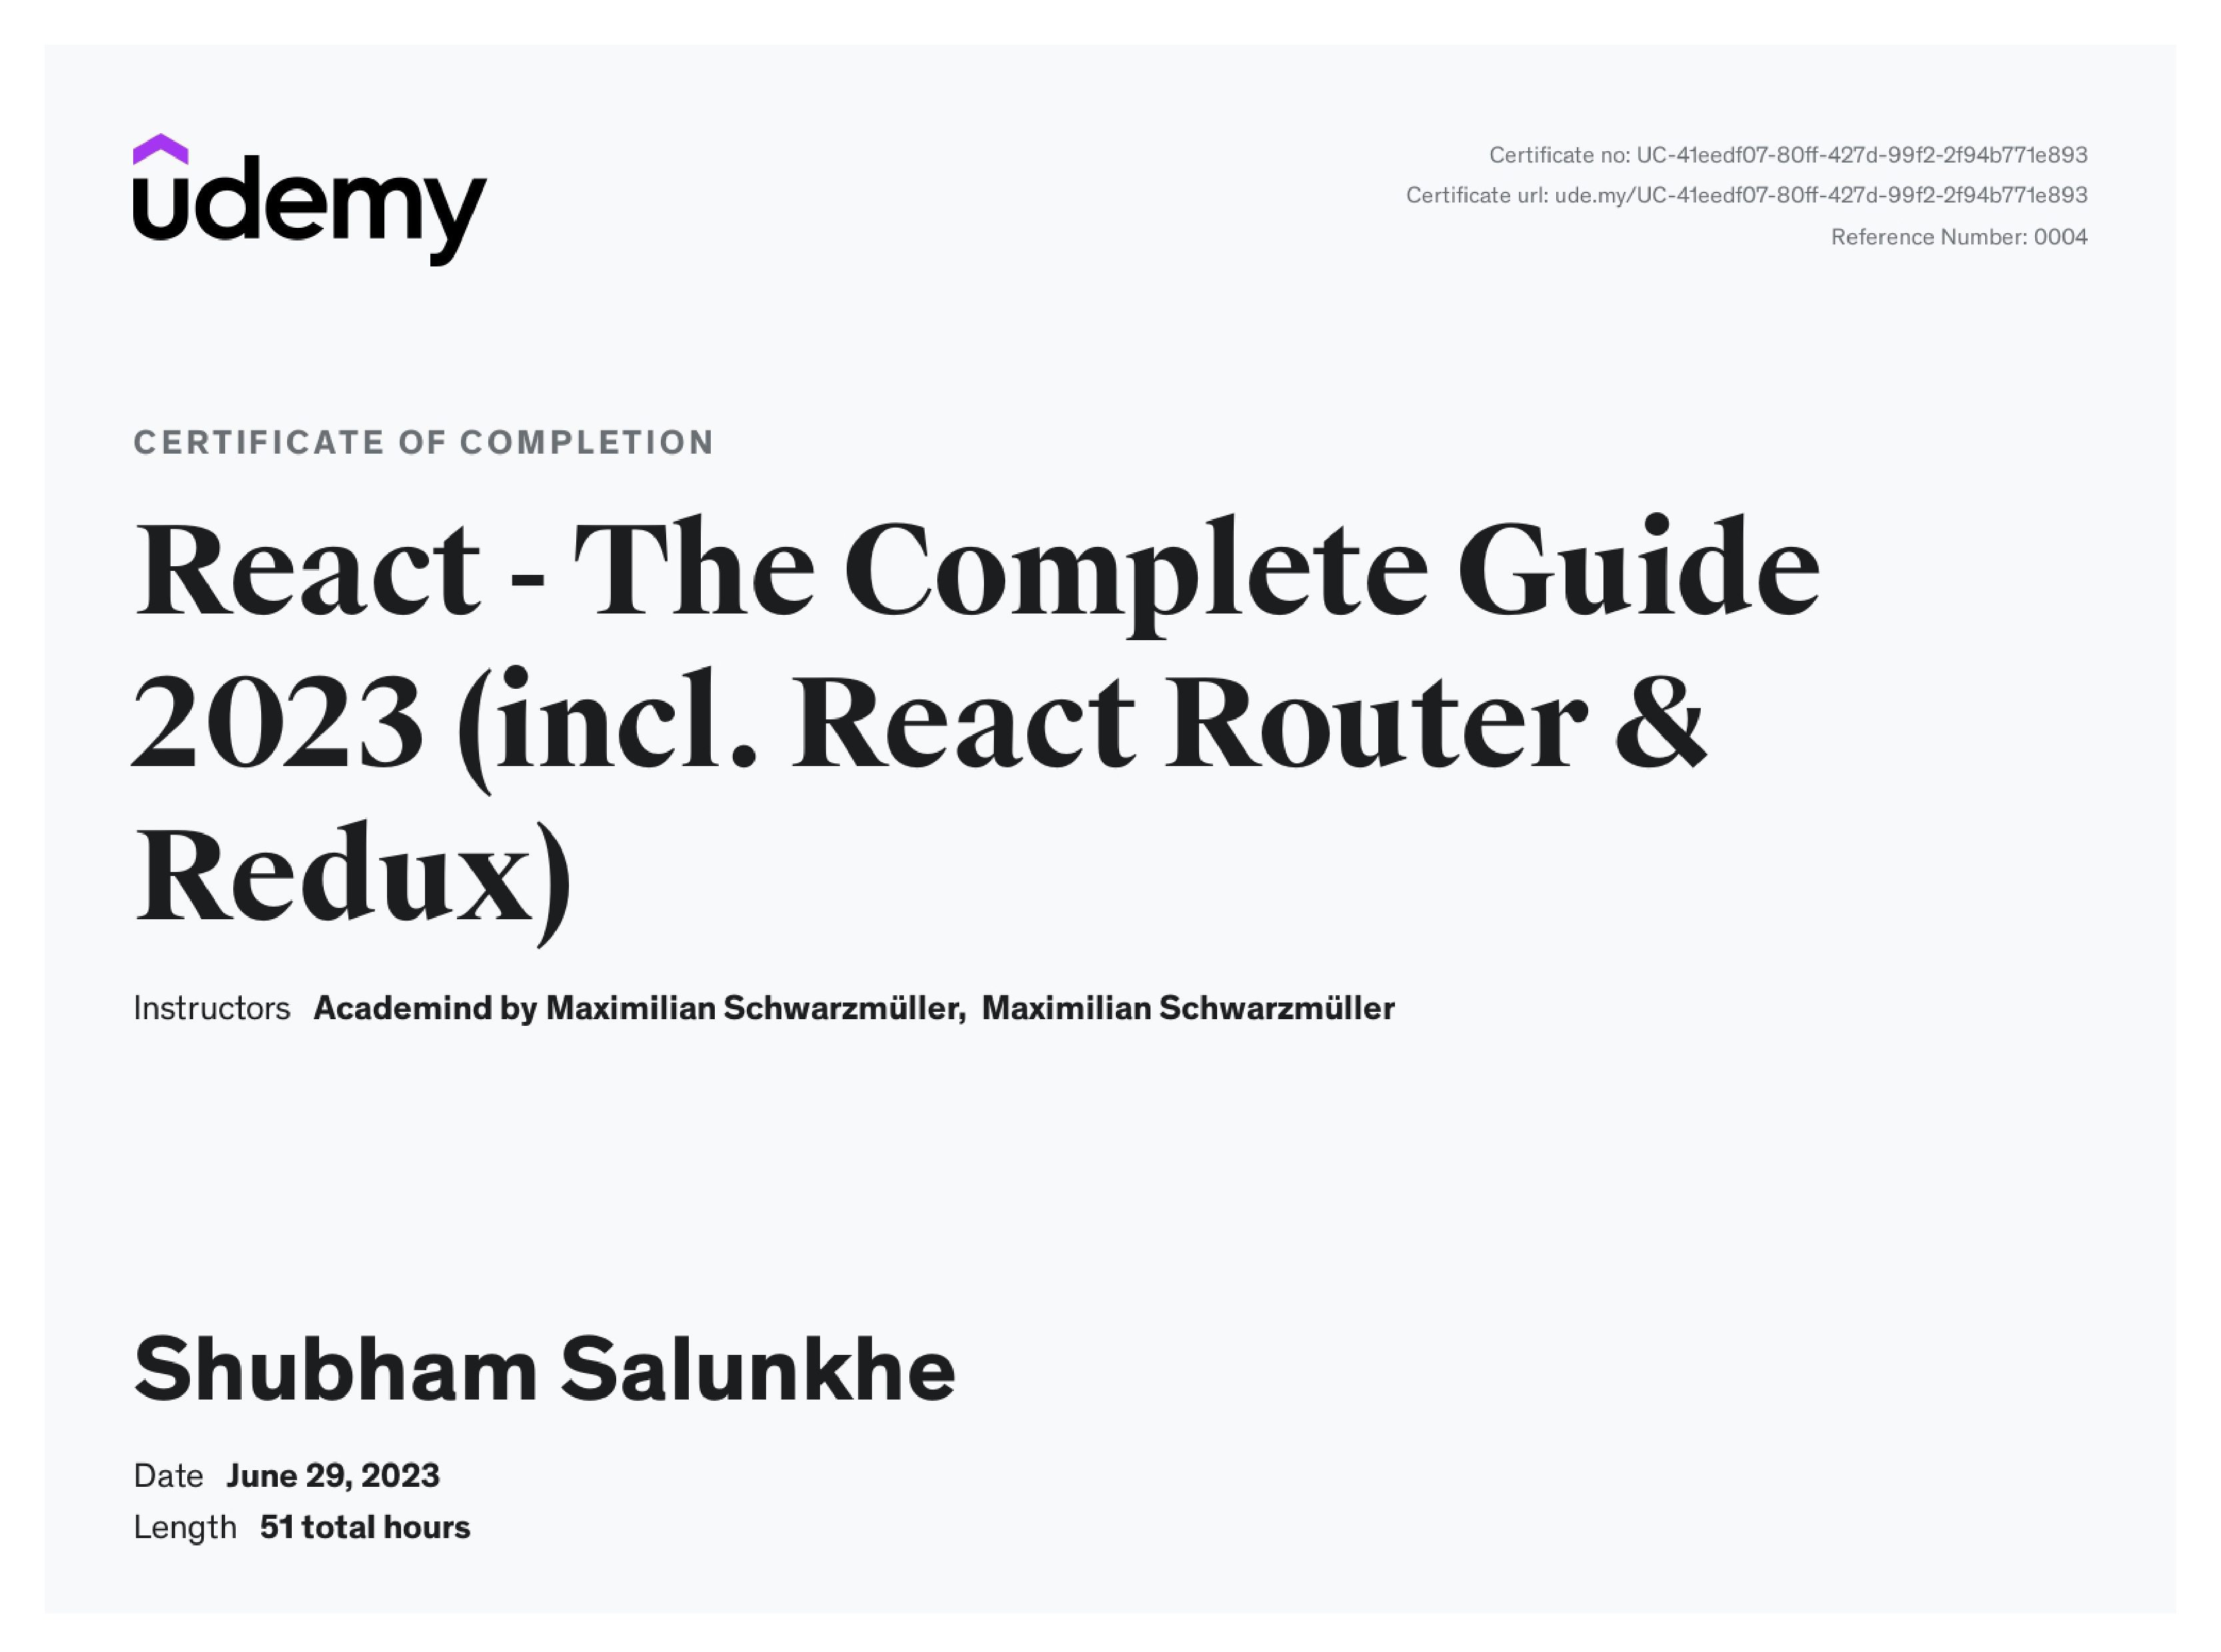 udemy
Certificate no: UC-41eedf07-80ff-427d-99f2-2f94b771e893
Certificate url: ude.my/UC-41eedf07-80ff-427d-99f2-2f94b771e893
Reference Number: 0004
CERTIFICATE OF COMPLETION
React - The Complete Guide
2023 (incl. React Router &
Redux)
Instructors Academind by Maximilian Schwarzmüller, Maximilian Schwarzmüller
Shubham Salunkhe
Date June 29, 2023
Length 51 total hours